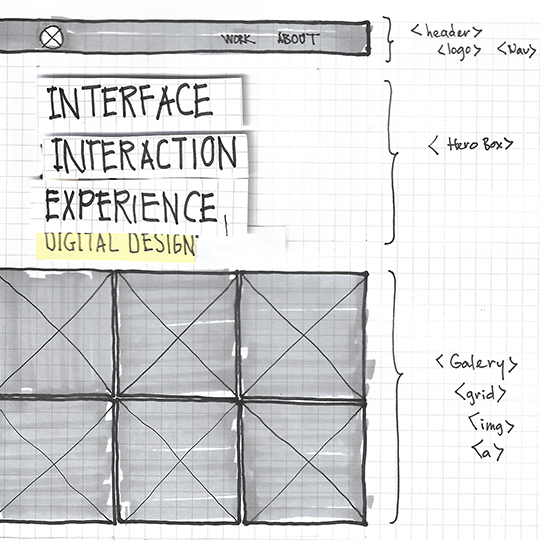 WORK ABOUT
<header>
<logo> <Nav>
INTERFACE
INTERACTION
EXPERIENCE,
DIGITAL DESIGN
<Hero Box>
<Galery>
<grid>
<img>
<a>